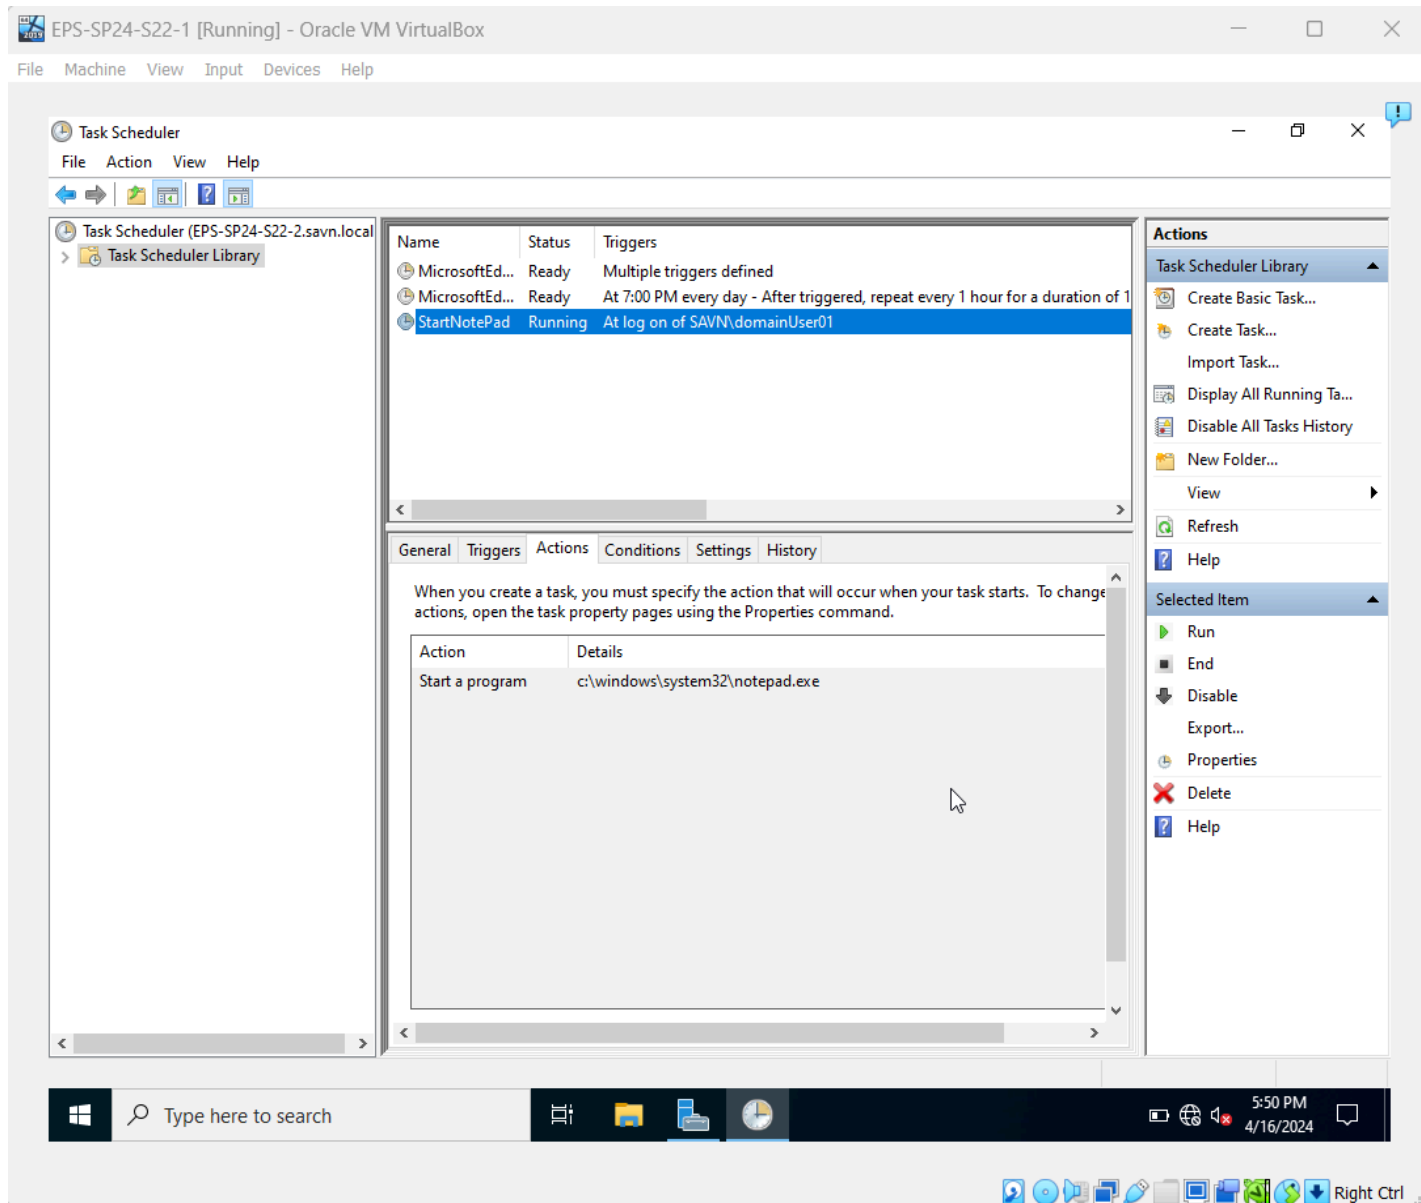 EPS-SP24-S22-1 [Running] - Oracle VM VirtualBox
File Machine View Input Devices Help
Task Scheduler
File Action View Help
Task Scheduler (EPS-SP24-S22-2.savn.local
Task Scheduler Library
Name Status Triggers
MicrosoftEd... Ready Multiple triggers defined
MicrosoftEd... Ready At 7:00 PM every day - After triggered, repeat every 1 hour for a duration of 1
StartNotePad Running At log on of SAVN\domainUser01
General Triggers Actions Conditions Settings History
When you create a task, you must specify the action that will occur when your task starts. To change
actions, open the task property pages using the Properties command.
Action Details
Start a program c:\windows\system32\notepad.exe
Actions
Task Scheduler Library
Create Basic Task...
Create Task...
Import Task...
Display All Running Ta...
Disable All Tasks History
New Folder...
View
Refresh
Help
Selected Item
Run
End
Disable
Export...
Properties
Delete
Help
Type here to search
5:50 PM
4/16/2024
Right Ctrl